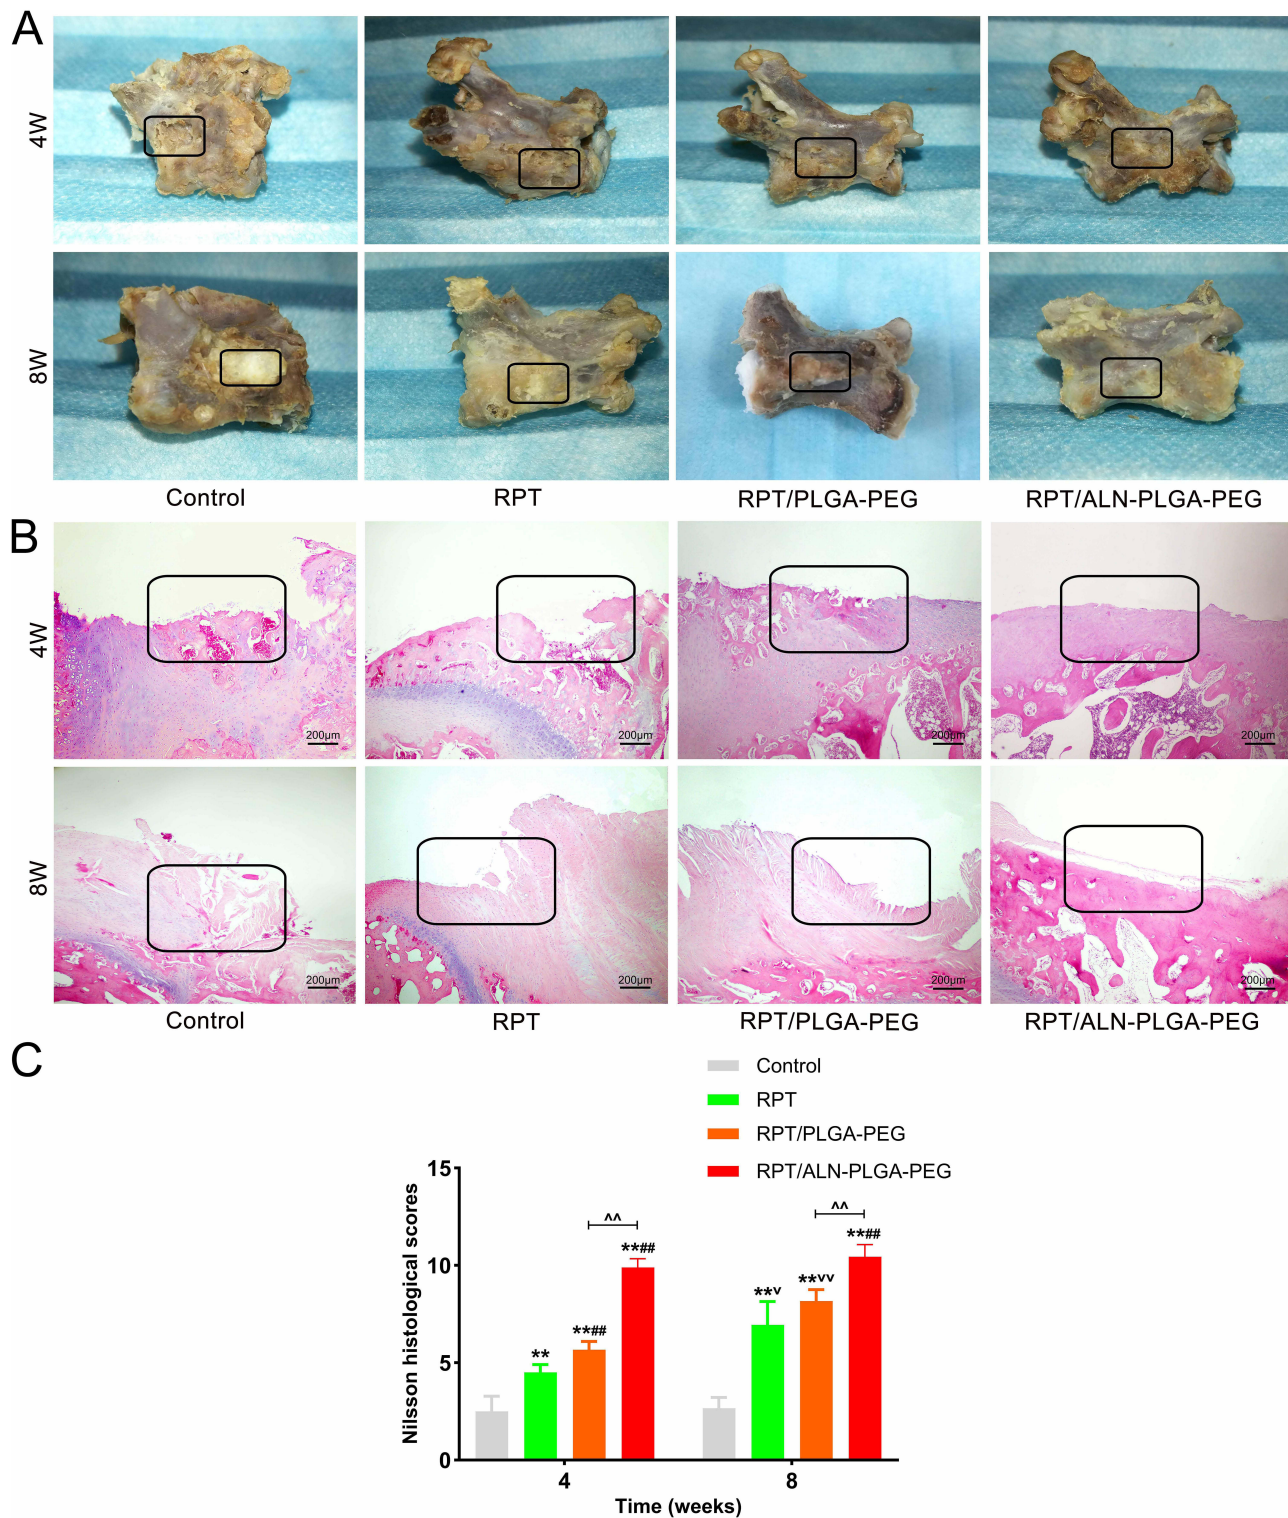 A
4W
8W
Control
RPT
RPT/PLGA-PEG
RPT/ALN-PLGA-PEG
B
4W
200μm
200μm
200μm
200μm
8W
200μm
200μm
200μm
200μm
Control
RPT
RPT/PLGA-PEG
RPT/ALN-PLGA-PEG
C
Control
RPT
RPT/PLGA-PEG
RPT/ALN-PLGA-PEG
Nilsson histological scores
15
10
5
0
**
**##
^^
**##
**v
**vv
^^
**##
4
8
Time (weeks)